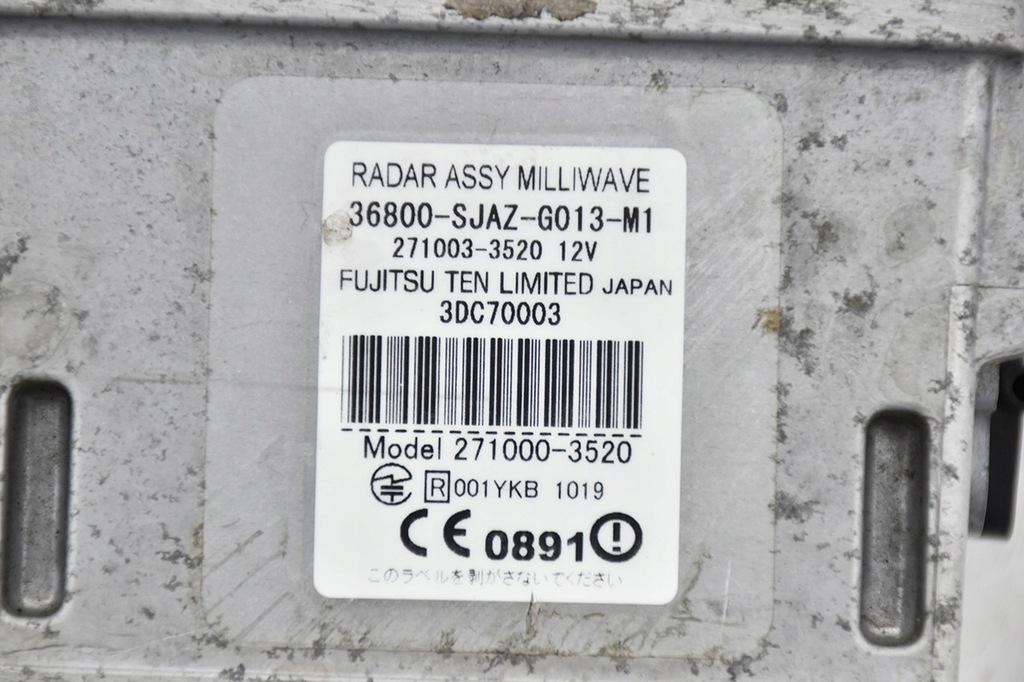 RADAR ASSY MILLIWAVE
36800-SJAZ-G013-M1
271003-3520 12V
FUJITSU TEN LIMITED JAPAN
3DC70003
Model 271000-3520
R 001YKB 1019
CE 0891 !
このラベルを剥がさないでください